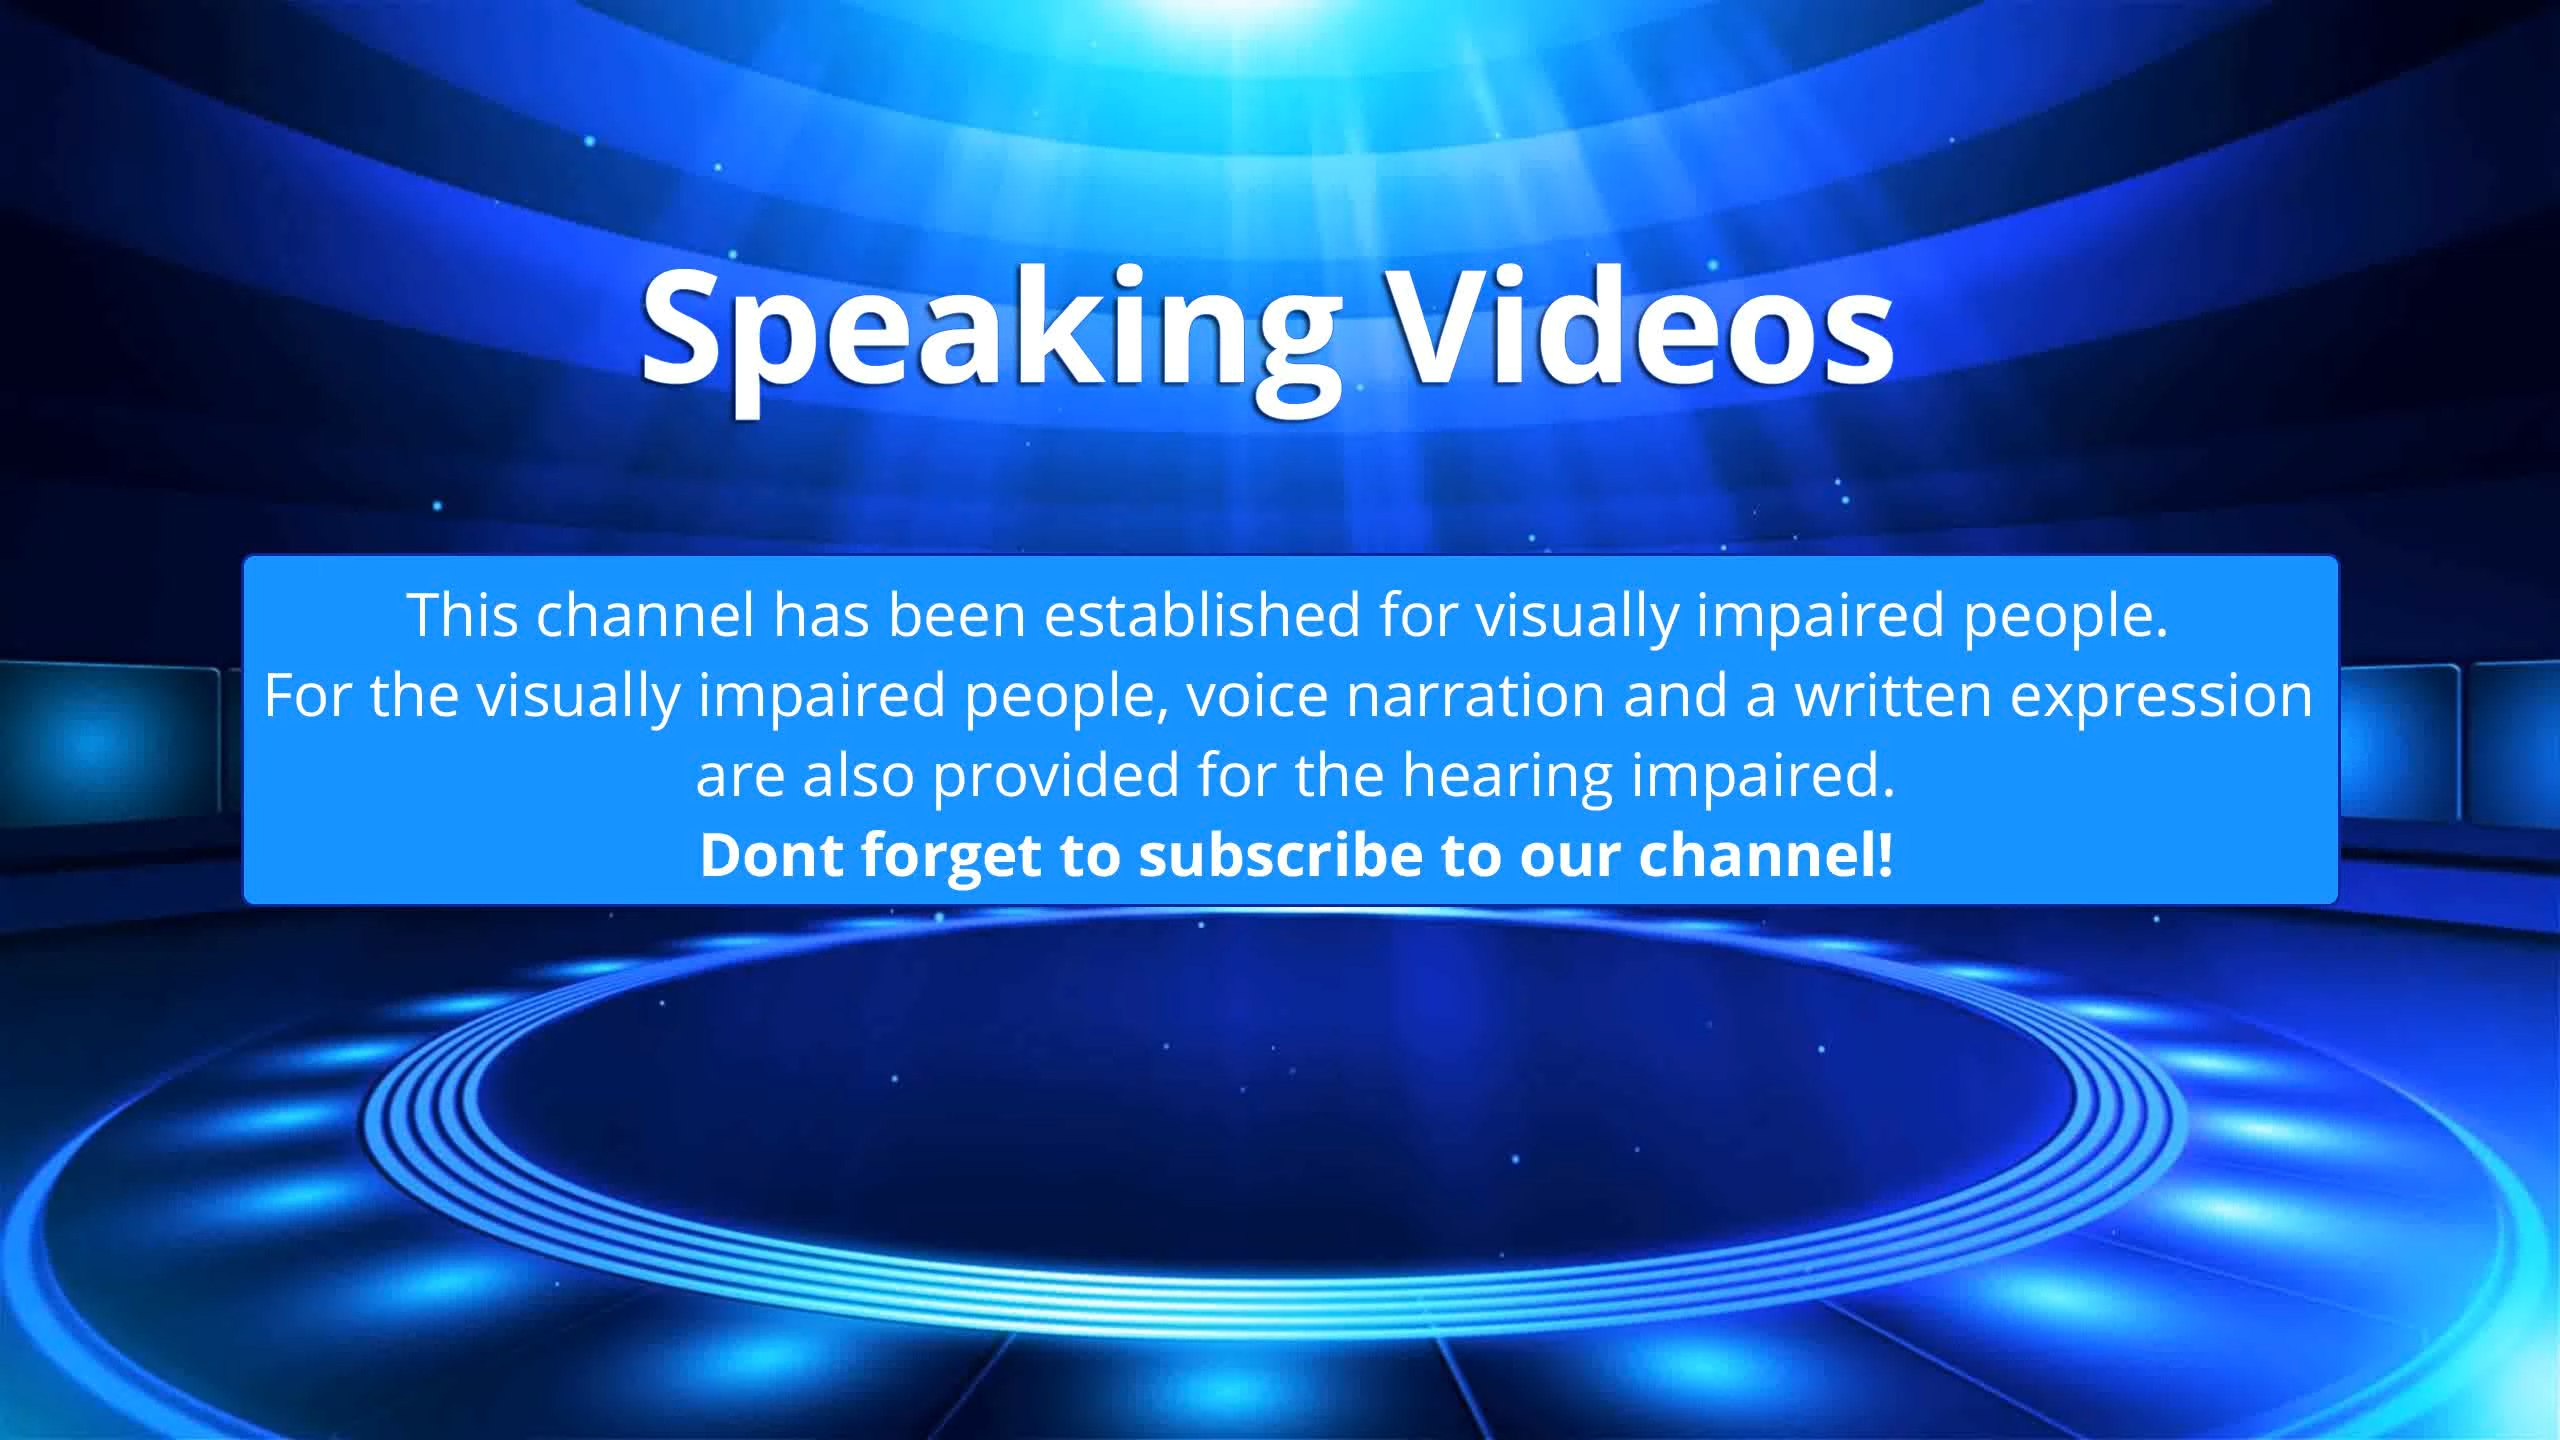 Speaking Videos
This channel has been established for visually impaired people.
For the visually impaired people, voice narration and a written expression
are also provided for the hearing impaired.
Dont forget to subscribe to our channel!